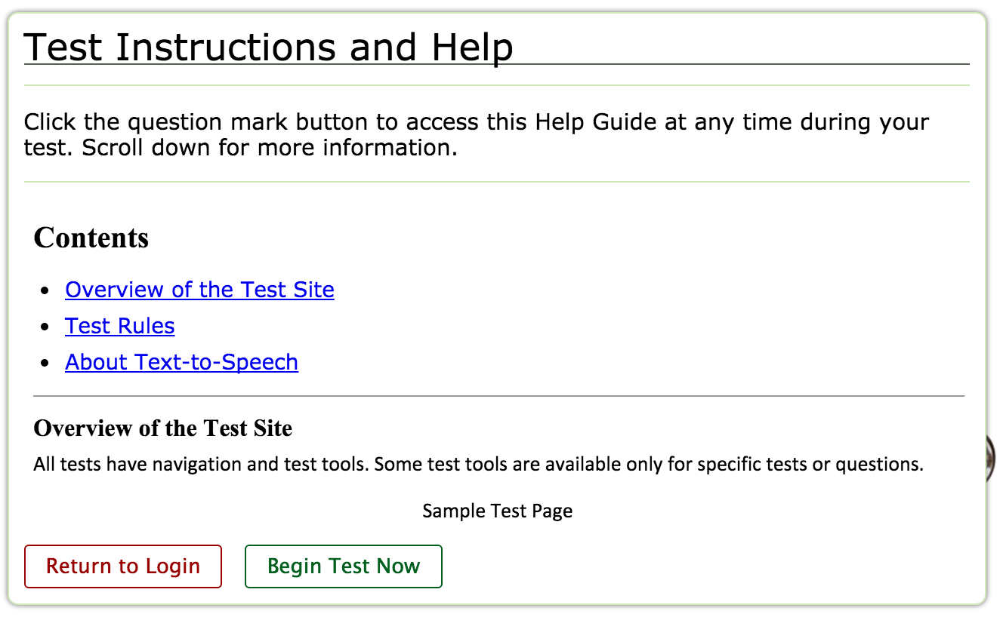 Test Instructions and Help
Click the question mark button to access this Help Guide at any time during your
test. Scroll down for more information.
Contents
Overview of the Test Site
Test Rules
About Text-to-Speech
Overview of the Test Site
All tests have navigation and test tools. Some test tools are available only for specific tests or questions.
Sample Test Page
Return to Login
Begin Test Now